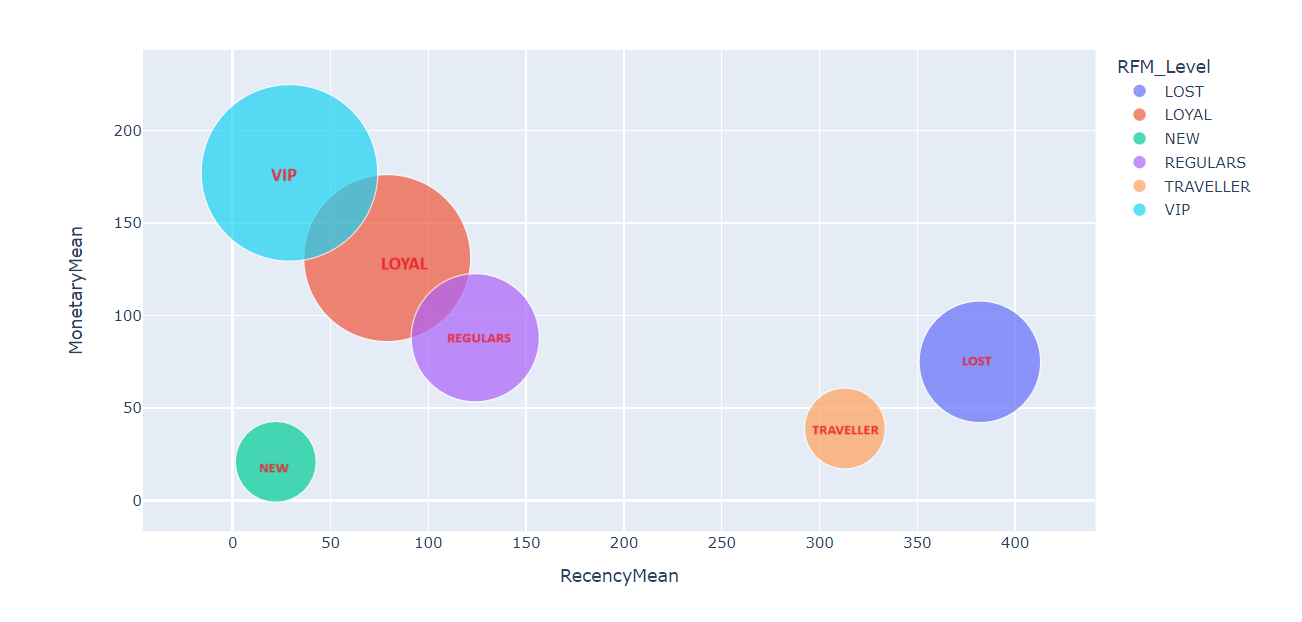 RFM_Level
LOST
LOYAL
NEW
REGULARS
TRAVELLER
VIP
MonetaryMean
200
150
100
50
0
VIP
LOYAL
REGULARS
LOST
TRAVELLER
NEW
0 50 100 150 200 250 300 350 400
RecencyMean